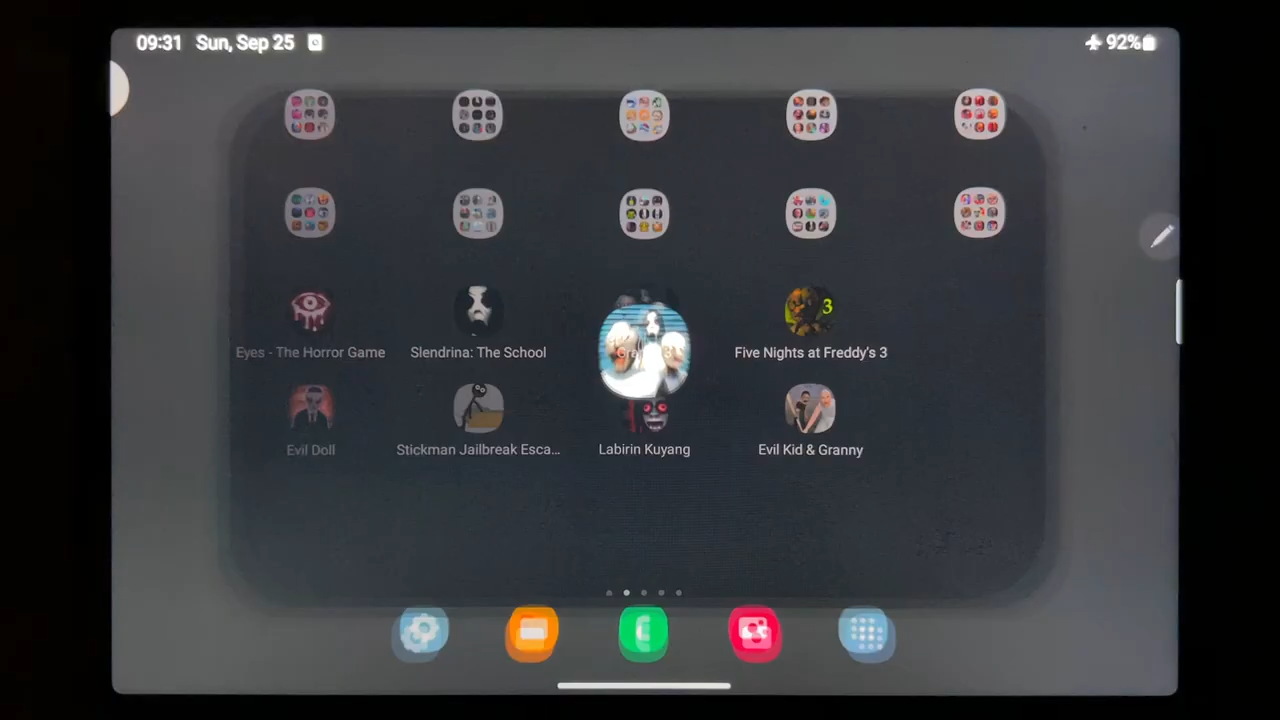 09:31 Sun, Sep 25
92%
Eyes - The Horror Game
Slendrina: The School
Five Nights at Freddy's 3
3
Evil Doll
Stickman Jailbreak Esca...
Labirin Kuyang
Evil Kid & Granny